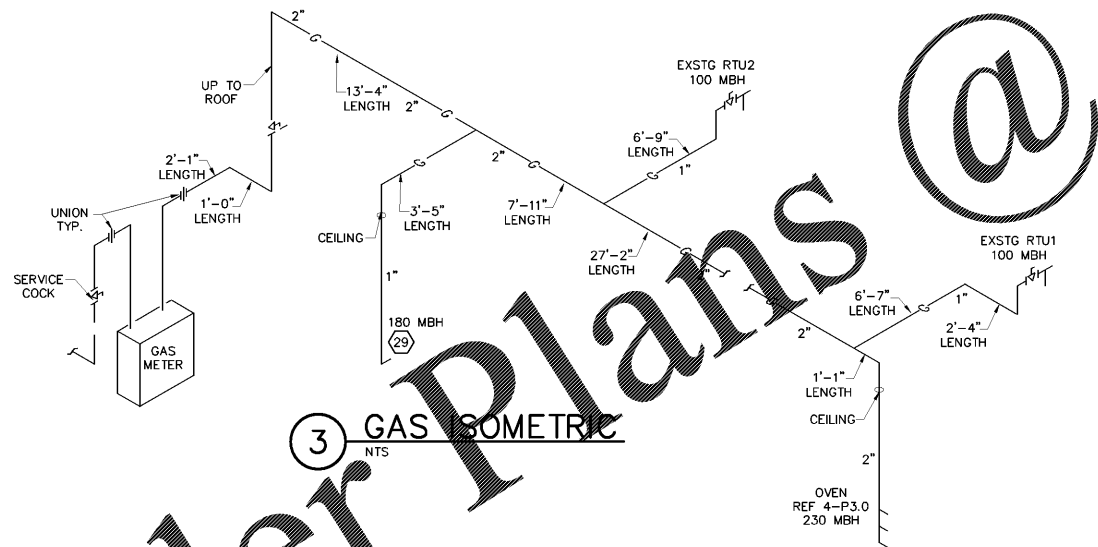 2"
G
UP TO
ROOF
13'-4"
LENGTH
2"
G
EXSTG RTU2
100 MBH
2'-1"
LENGTH
1'-0"
LENGTH
UNION
TYP.
SERVICE
COCK
GAS
METER
G
3'-5"
LENGTH
CEILING
1"
180 MBH
29
2"
G
7'-11"
LENGTH
6'-9"
LENGTH
G
1"
27'-2"
LENGTH
G
2"
EXSTG RTU1
100 MBH
G
2"
6'-7"
LENGTH
G
1"
2'-4"
LENGTH
1'-1"
LENGTH
CEILING
2"
OVEN
REF 4-P3.0
230 MBH
3 GAS ISOMETRIC
NTS
Plans @